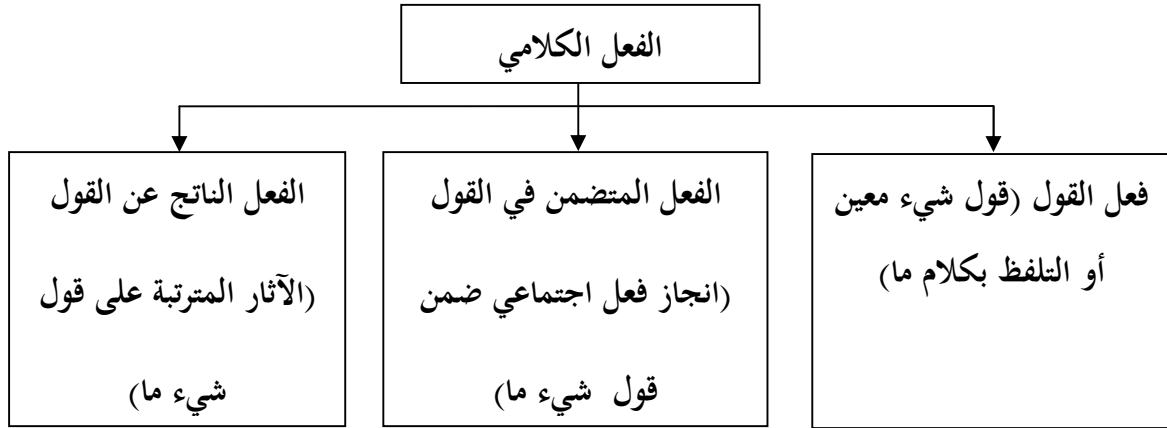 الفعل الكلامي
فعل القول (قول شيء معين
أو التلفظ بكلام ما)
الفعل المتضمن في القول
(انجاز فعل اجتماعي ضمن
قول شيء ما)
الفعل الناتج عن القول
(الآثار المترتبة على قول
شيء ما)